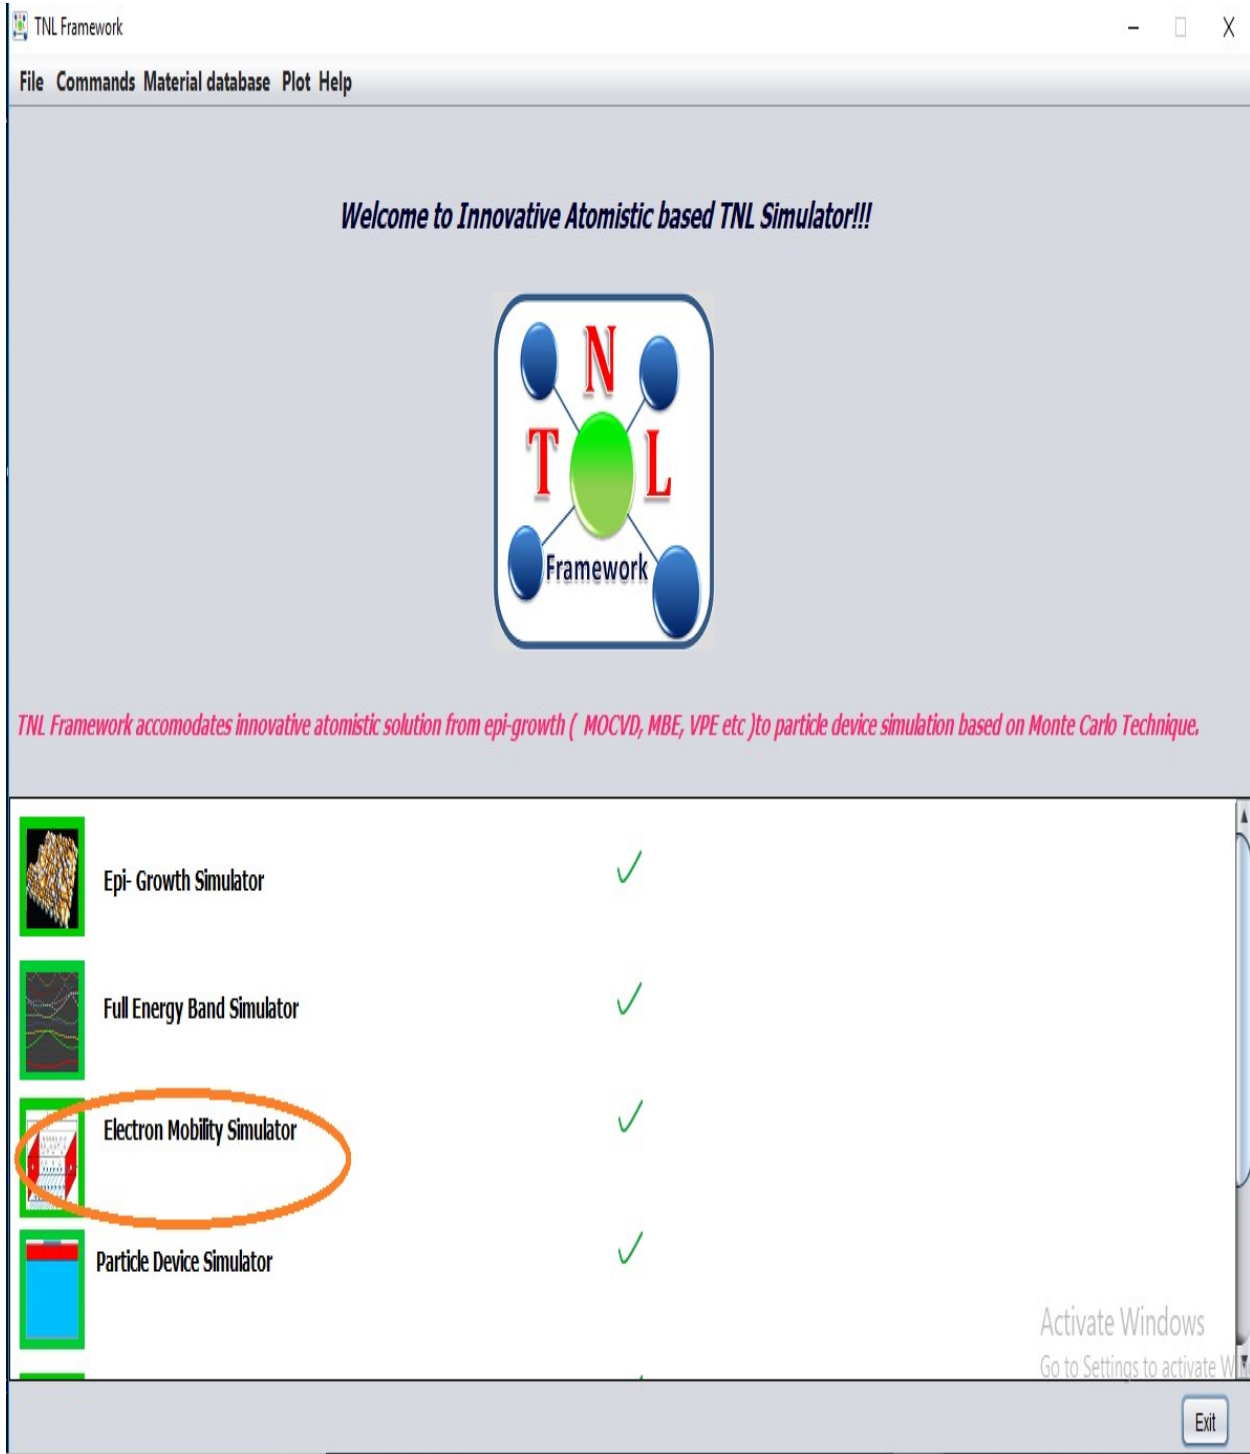 TNL Framework
File Commands Material database Plot Help
Welcome to Innovative Atomistic based TNL Simulator!!!
N
T L
Framework
TNL Framework accomodates innovative atomistic solution from epi-growth ( MOCVD, MBE, VPE etc )to particle device simulation based on Monte Carlo Technique.
Epi- Growth Simulator
Full Energy Band Simulator
Electron Mobility Simulator
Particle Device Simulator
Activate Windows
Go to Settings to activate W
Exit